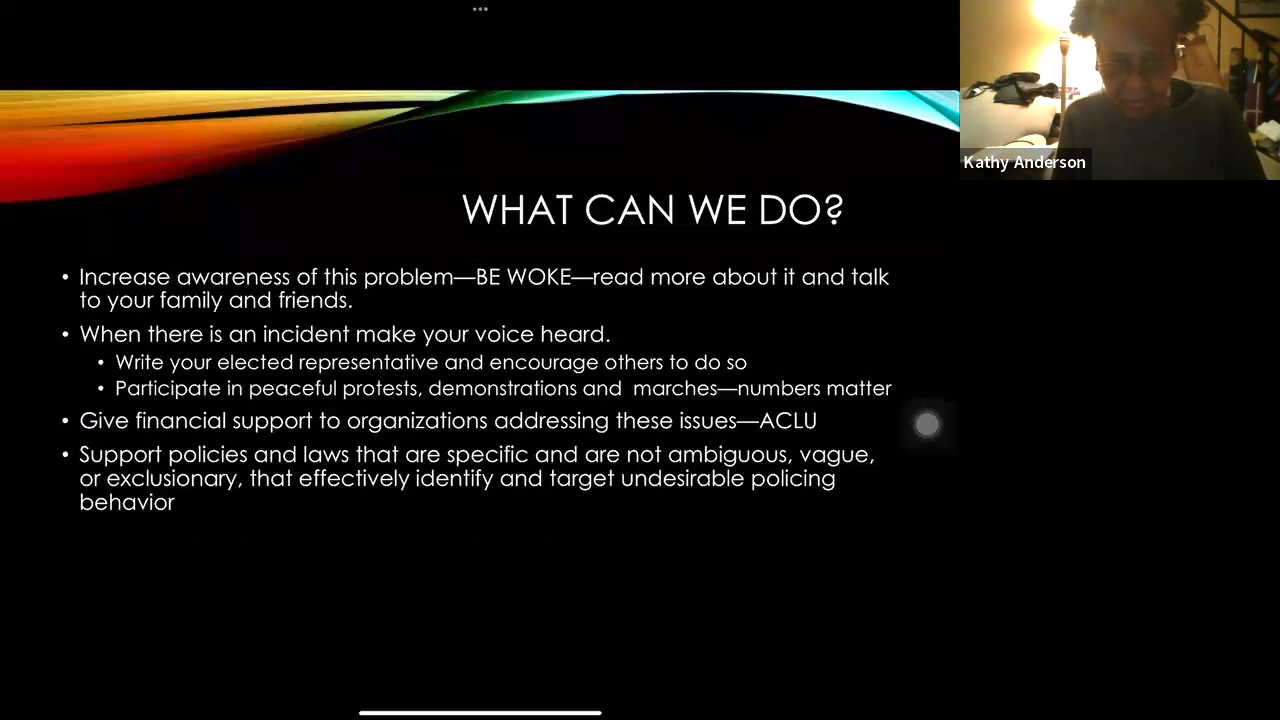 Kathy Anderson
WHAT CAN WE DO?
• Increase awareness of this problem—BE WOKE—read more about it and talk
to your family and friends.
• When there is an incident make your voice heard.
• Write your elected representative and encourage others to do so
• Participate in peaceful protests, demonstrations and  marches—numbers matter
• Give financial support to organizations addressing these issues—ACLU
• Support policies and laws that are specific and are not ambiguous, vague,
or exclusionary, that effectively identify and target undesirable policing
behavior